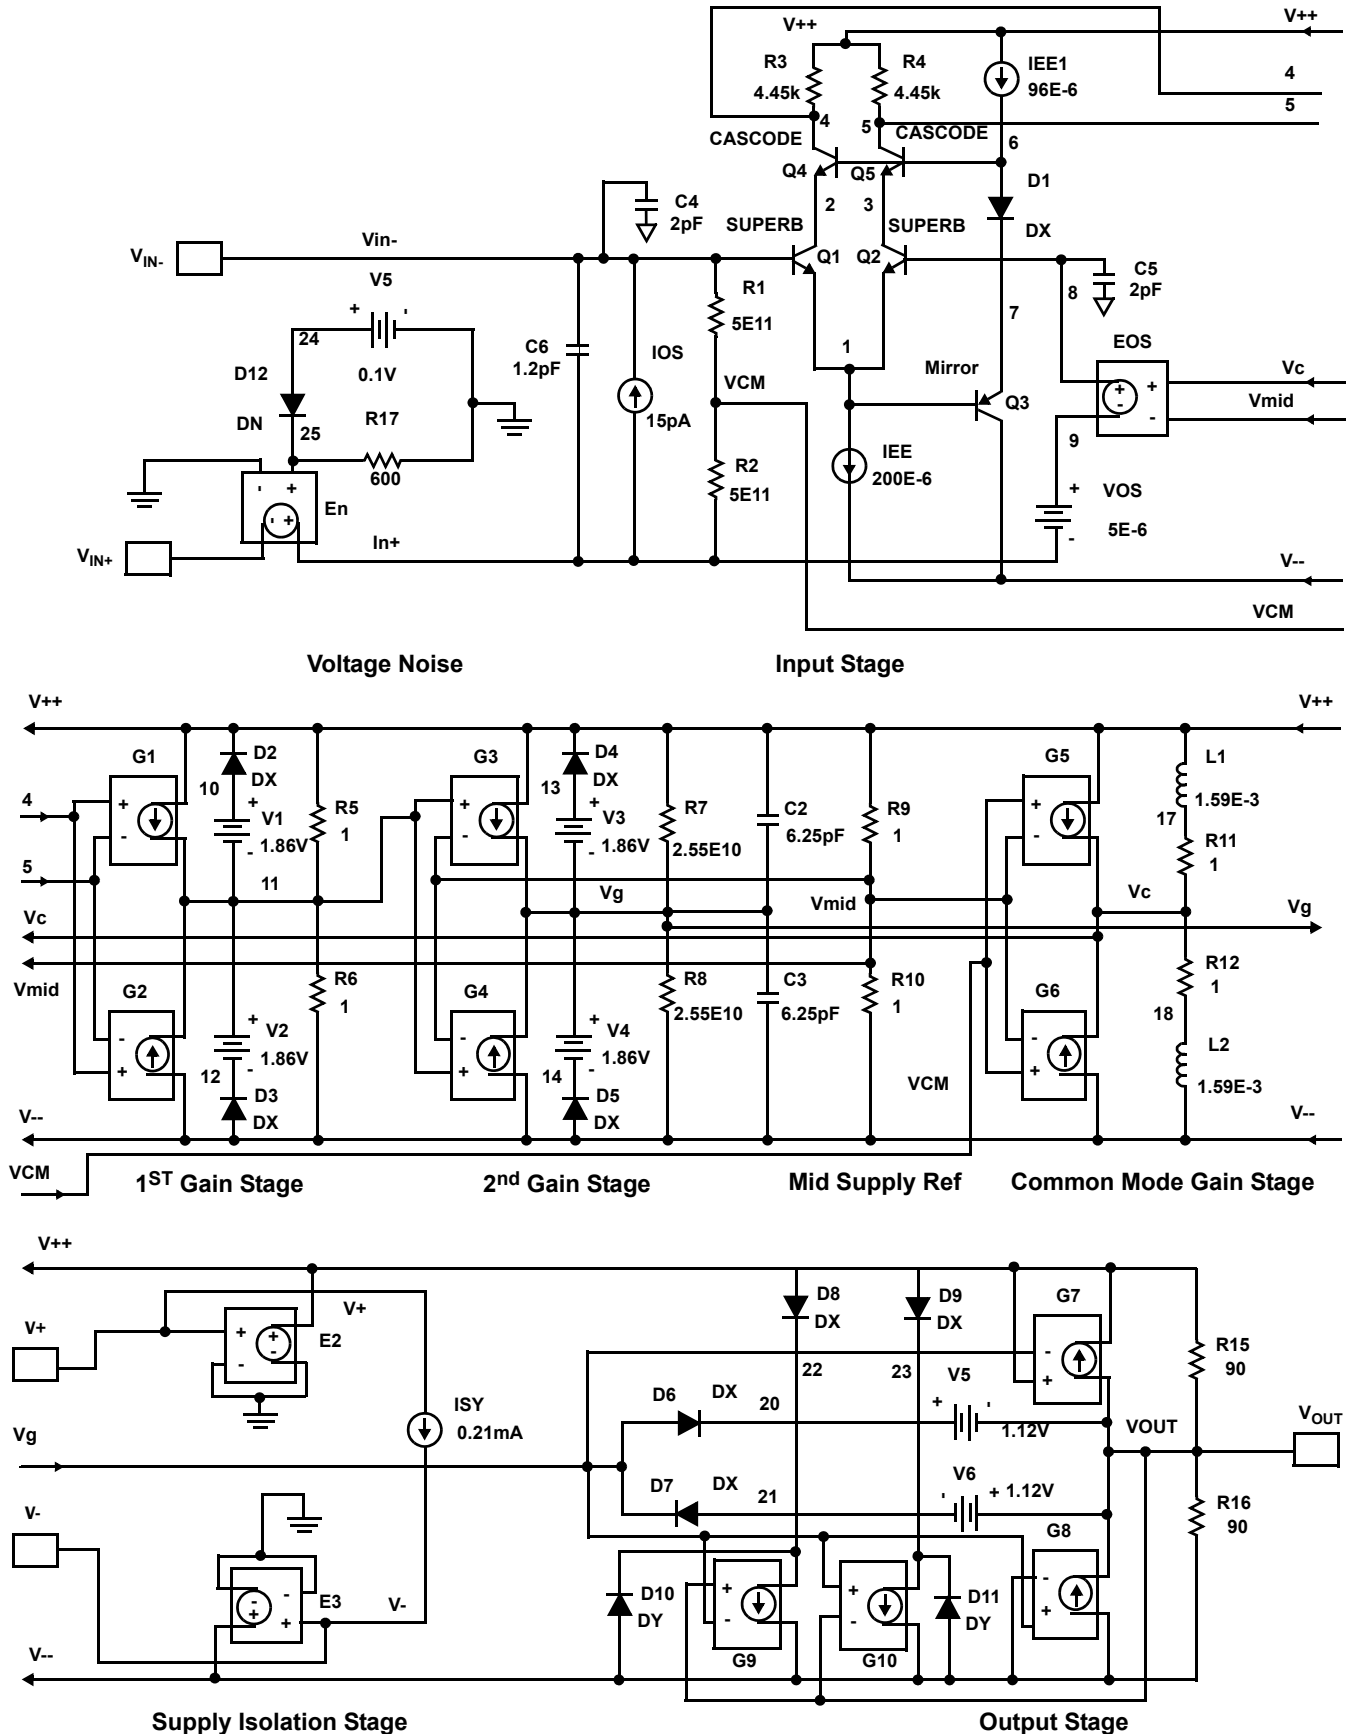 V++
V++
R3
4.45k
R4
4.45k
IEE1
96E-6
4
5
4
5
6
CASCODE
CASCODE
Q4
Q5
D1
DX
C4
2pF
2
3
SUPERB
SUPERB
VIN-
Vin-
Q1
Q2
V5
+
-
24
0.1V
R1
5E11
8
C5
2pF
7
EOS
D12
DN
C6
1.2pF
IOS
15pA
1
Mirror
+
-
+
-
Vc
Vmid
VCM
Q3
25
R17
600
9
R2
5E11
IEE
200E-6
-
+
-
+
En
+
VOS
5E-6
-
VIN+
In+
V--
VCM
Voltage Noise
Input Stage
V++
V++
G1
D2
DX
G3
D4
DX
G5
L1
1.59E-3
10
13
17
4
+
-
+
V1
1.86V
-
R5
1
+
-
+
V3
1.86V
-
R7
2.55E10
C2
6.25pF
R9
1
+
-
R11
1
5
11
Vg
Vmid
Vc
Vg
Vc
Vmid
G2
R6
1
G4
R8
2.55E10
C3
6.25pF
R10
1
G6
R12
1
18
-
+
+
V2
1.86V
-
12
-
+
+
V4
1.86V
-
14
-
+
L2
1.59E-3
D3
DX
D5
DX
VCM
V--
V--
VCM
1ST Gain Stage
2nd Gain Stage
Mid Supply Ref
Common Mode Gain Stage
V++
V+
V+
+
-
+
-
E2
D8
DX
D9
DX
G7
-
+
R15
90
22
23
ISY
0.21mA
D6
DX
20
V5
+
-
1.12V
VOUT
VOUT
Vg
D7
DX
21
V6
-
+ 1.12V
R16
90
V-
G8
-
+
-
+
-
+
E3
V-
D10
DY
+
-
G9
+
-
G10
D11
DY
V--
Supply Isolation Stage
Output Stage